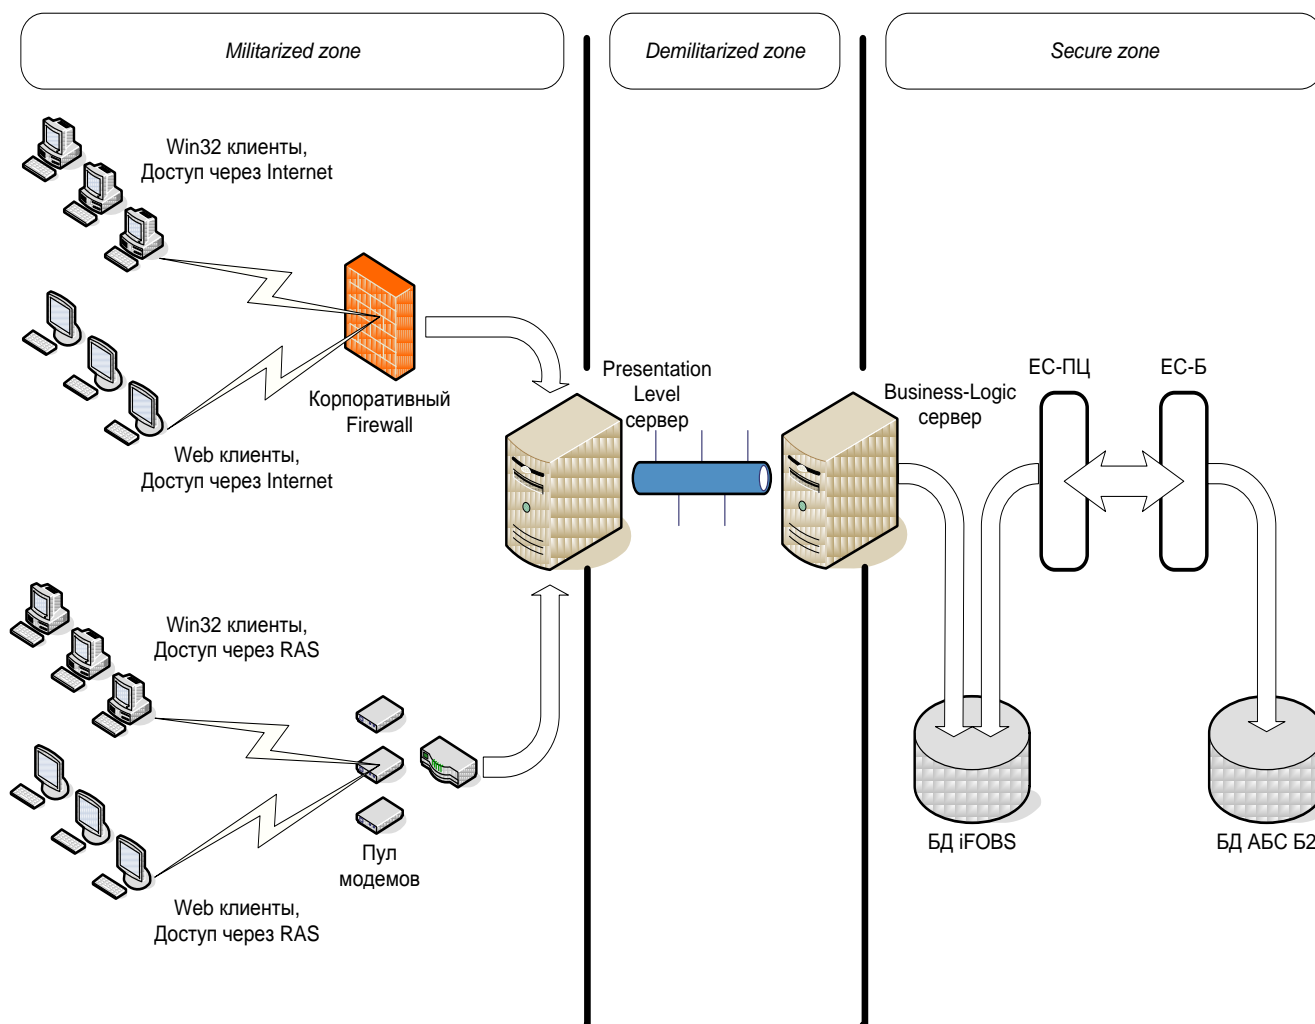 Militarized zone
Demilitarized zone
Secure zone
Win32 клиенты,
Доступ через Internet
Корпоративный
Firewall
Web клиенты,
Доступ через Internet
Presentation
Level
сервер
Business-Logic
сервер
ЕС-ПЦ
ЕС-Б
Win32 клиенты,
Доступ через RAS
Пул
модемов
Web клиенты,
Доступ через RAS
БД iFOBS
БД АБС Б2